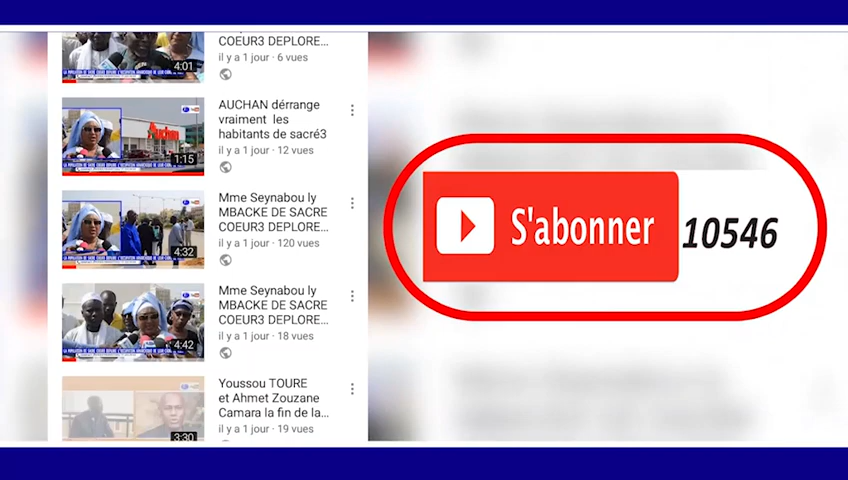 COEUR3 DEPLORE...
il y a 1 jour · 6 vues
4:01
AUCHAN dérrange
vraiment les
habitants de sacré3
il y a 1 jour · 12 vues
Auchan
1:15
Mme Seynabou ly
MBACKE DE SACRE
COEUR3 DEPLORE...
il y a 1 jour · 120 vues
4:32
Mme Seynabou ly
MBACKE DE SACRE
COEUR3 DEPLORE...
il y a 1 jour · 18 vues
4:42
Youssou TOURE
et Ahmet Zouzane
Camara la fin de la...
il y a 1 jour · 19 vues
3:30
S'abonner
10546